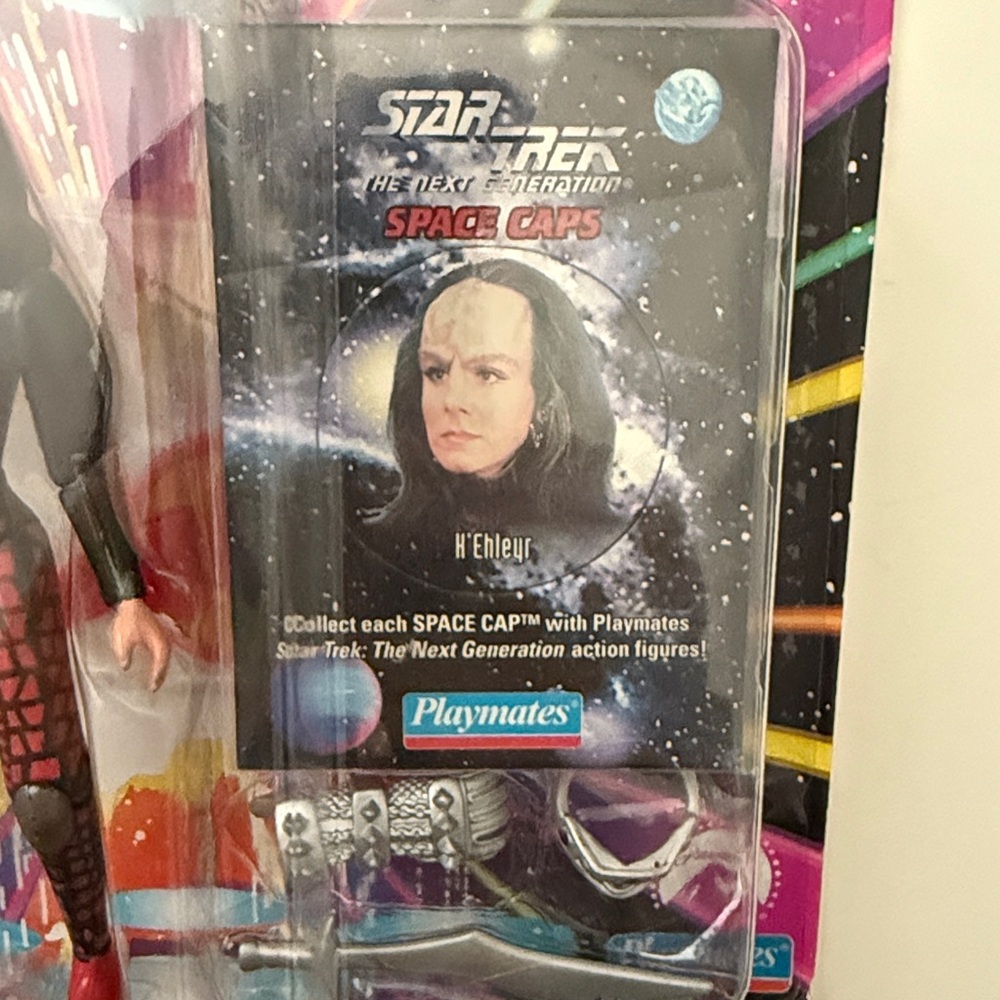 STAR
TREK
THE NEXT GENERATION®
SPACE CAPS
K'Ehleyr
Collect each SPACE CAP™ with Playmates
Star Trek: The Next Generation action figures!
Playmates®
es®